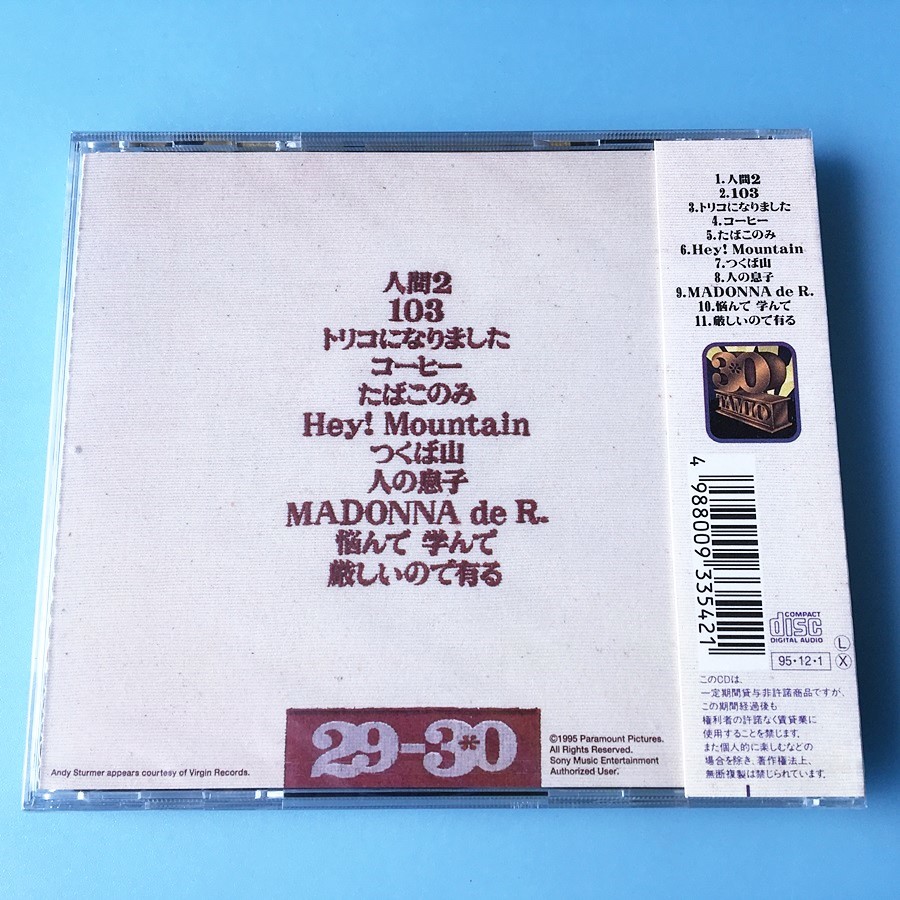 人間2
103
トリコになりました
コーヒー
たばこのみ
Hey! Mountain
つくば山
人の息子
MADONNA de R.
悩んで 学んで
厳しいので有る
29-30
Andy Sturmer appears courtesy of Virgin Records.
©1995 Paramount Pictures.
All Rights Reserved.
Sony Music Entertainment
Authorized User.
1.人間2
2.103
3.トリコになりました
4.コーヒー
5.たばこのみ
6.Hey! Mountain
7.つくば山
8.人の息子
9.MADONNA de R.
10.悩んで 学んで
11.厳しいので有る
30
TAMIO
4 988009 335421
COMPACT
disc
DIGITAL AUDIO
L
95・12・1 X
このCDは、
一定期間貸与非許諾商品ですが、
この期間経過後も
権利者の許諾なく賃貸業に
使用することを禁じます。
また個人的に楽しむなどの
場合を除き、著作権法上、
無断複製は禁じられています。